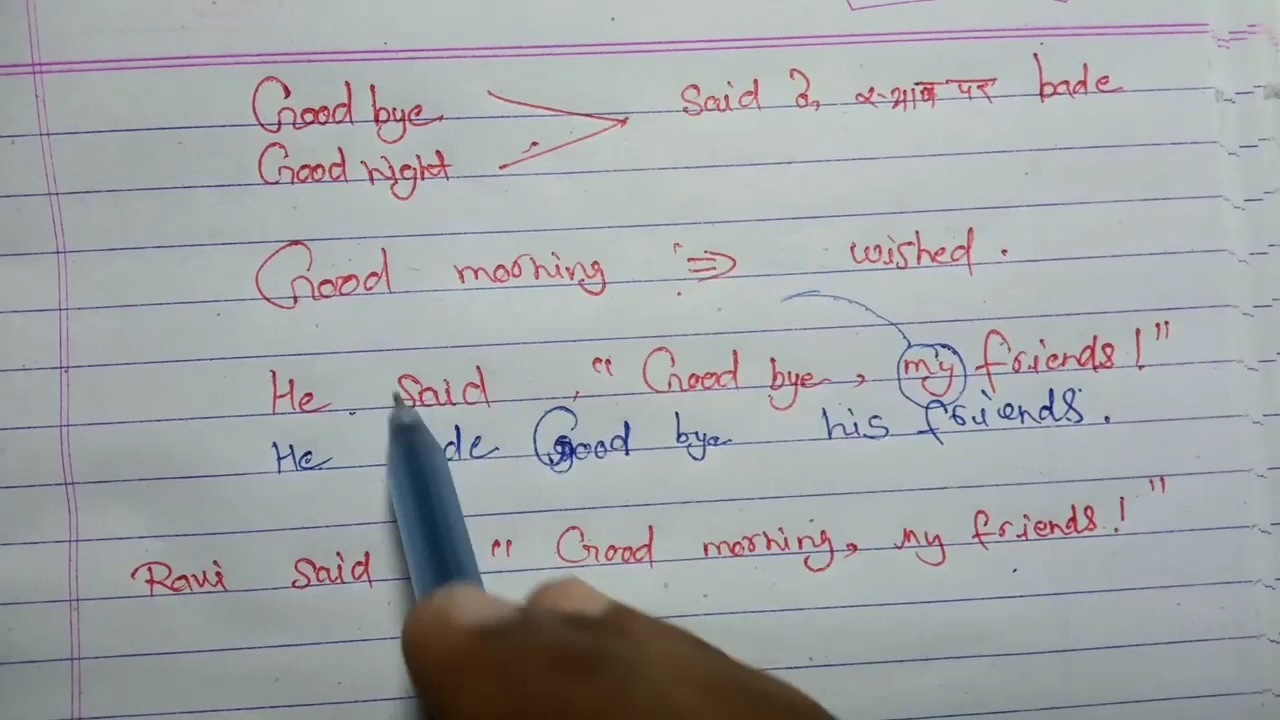 Good bye
Good night
Said के स्थान पर bade
Good morning ⇒ wished.
He said, "Good bye, my friends!"
He de Good bye his friends.
Ravi said "Good morning, my friends!"